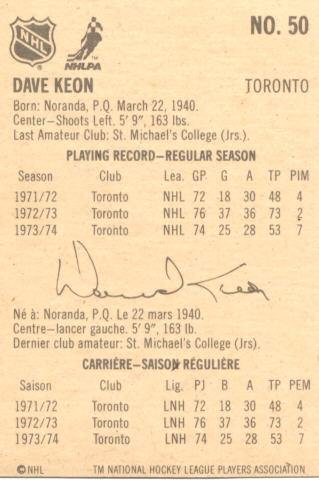 NHL
NHLPA
NO. 50
DAVE KEON TORONTO
Born: Noranda, P.Q. March 22, 1940.
Center—Shoots Left. 5' 9", 163 lbs.
Last Amateur Club: St. Michael's College (Jrs.).
PLAYING RECORD—REGULAR SEASON
Season Club Lea. GP G A TP PIM
1971/72 Toronto NHL 72 18 30 48 4
1972/73 Toronto NHL 76 37 36 73 2
1973/74 Toronto NHL 74 25 28 53 7
Dave Keon
Né à: Noranda, P.Q. Le 22 mars 1940.
Centre—lancer gauche. 5' 9", 163 lb.
Dernier club amateur: St. Michael's College (Jrs.).
CARRIÈRE—SAISON RÉGULIÈRE
Saison Club Lig. PJ B A TP PEM
1971/72 Toronto LNH 72 18 30 48 4
1972/73 Toronto LNH 76 37 36 73 2
1973/74 Toronto LNH 74 25 28 53 7
© NHL TM NATIONAL HOCKEY LEAGUE PLAYERS ASSOCIATION